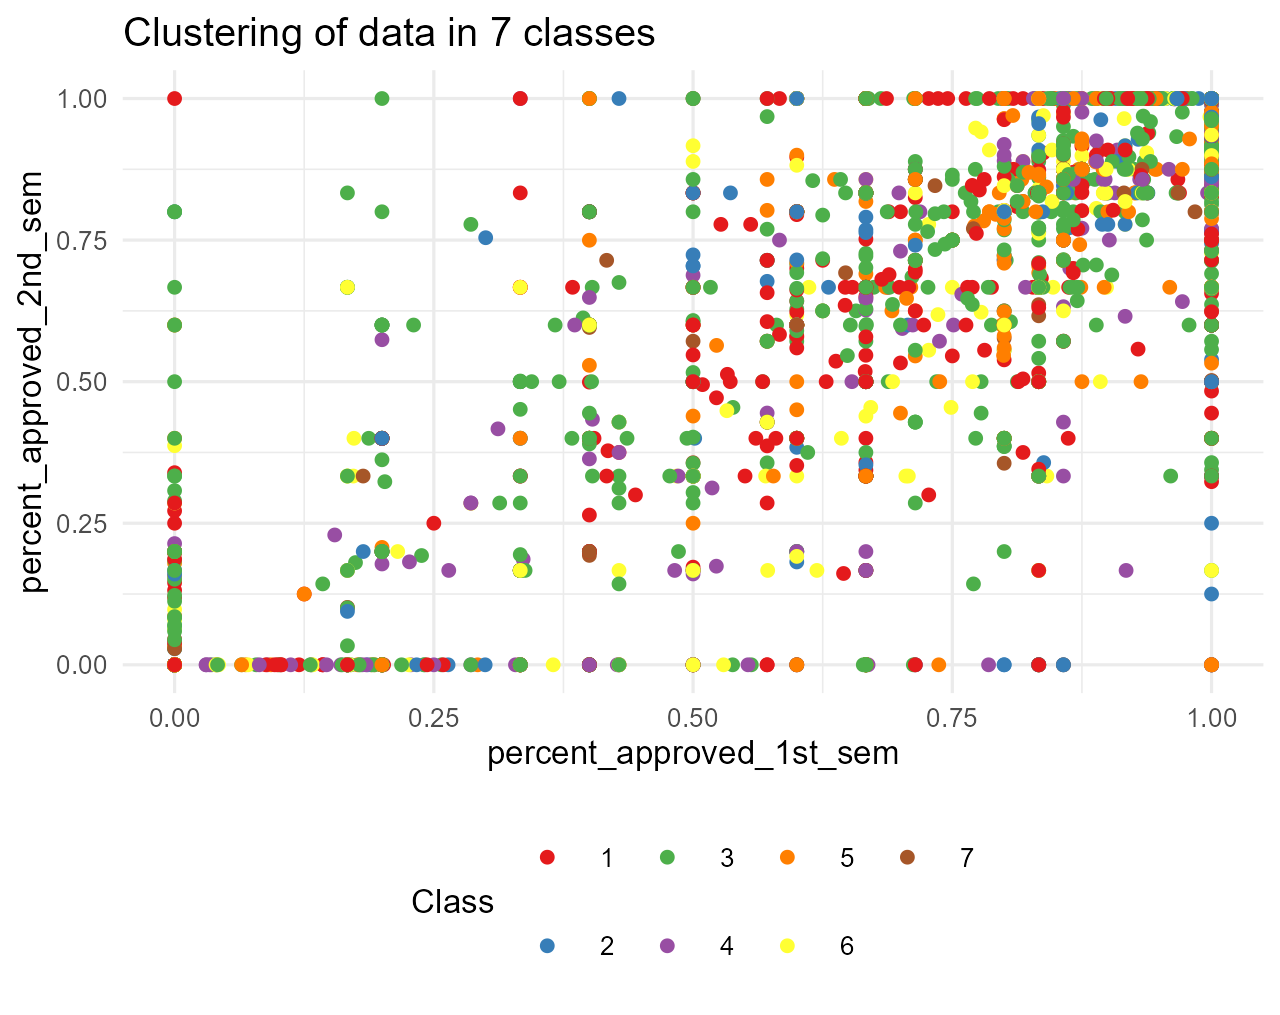 Clustering of data in 7 classes
percent_approved_2nd_sem
1.00
0.75
0.50
0.25
0.00
0.00 0.25 0.50 0.75 1.00
percent_approved_1st_sem
1 3 5 7
Class
2 4 6